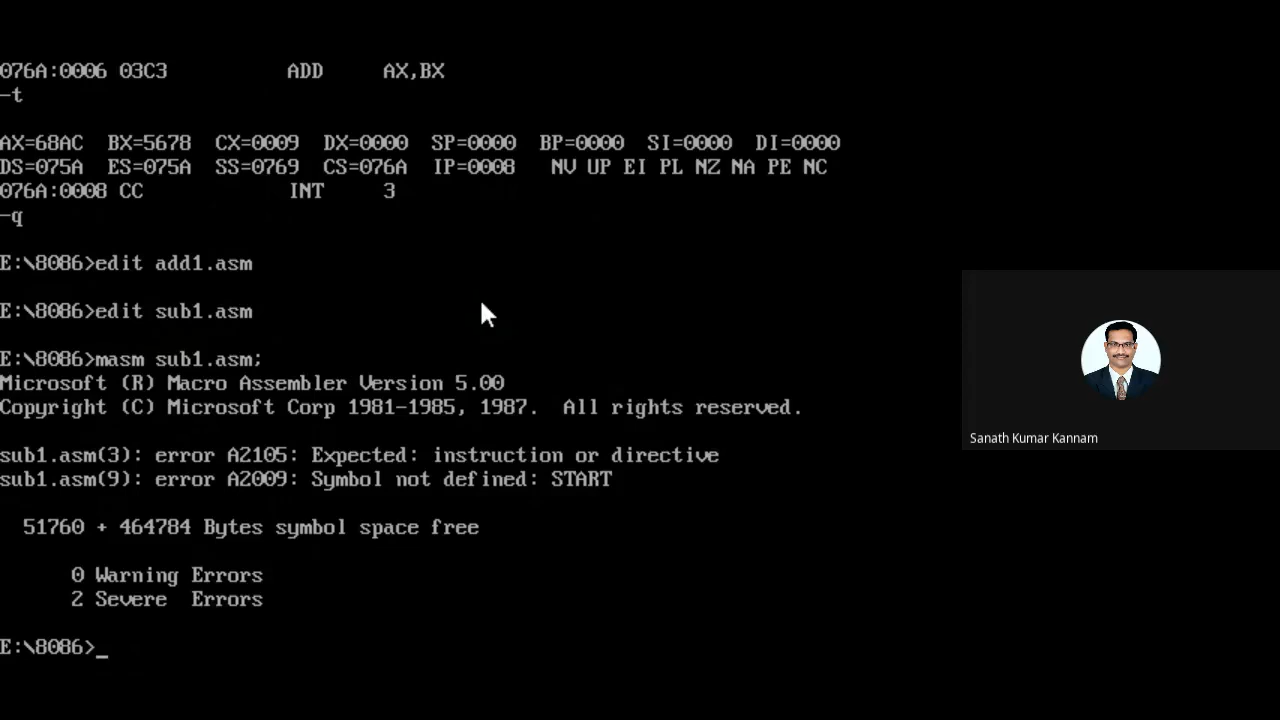 076A:0006 03C3 ADD AX,BX
-t
AX=68AC BX=5678 CX=0009 DX=0000 SP=0000 BP=0000 SI=0000 DI=0000
DS=075A ES=075A SS=0769 CS=076A IP=0008 NV UP EI PL NZ NA PE NC
076A:0008 CC INT 3
-q
E:\8086>edit add1.asm
E:\8086>edit sub1.asm
E:\8086>masm sub1.asm;
Microsoft (R) Macro Assembler Version 5.00
Copyright (C) Microsoft Corp 1981-1985, 1987. All rights reserved.
sub1.asm(3): error A2105: Expected: instruction or directive
sub1.asm(9): error A2009: Symbol not defined: START
51760 + 464784 Bytes symbol space free
0 Warning Errors
2 Severe Errors
E:\8086>_
Sanath Kumar Kannam